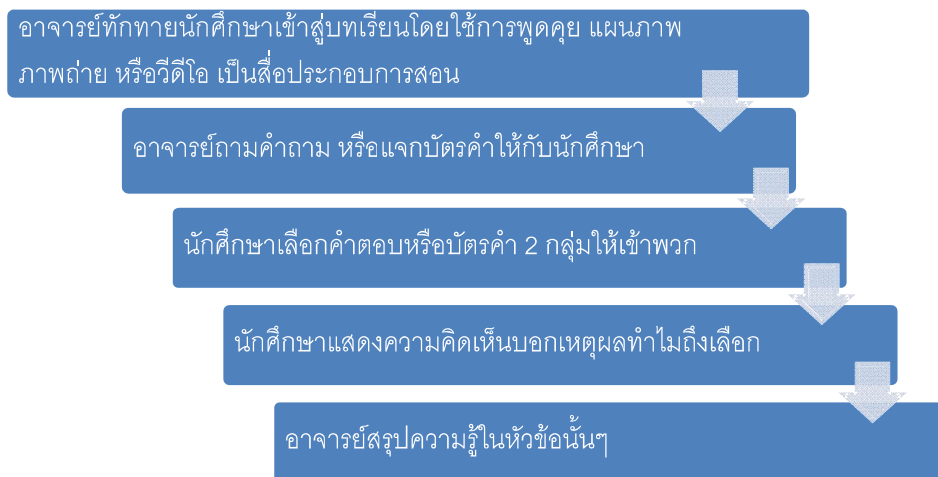 อาจารย์ทักทายนักศึกษาเข้าสู่บทเรียนโดยใช้การพูดคุย แผนภาพ
ภาพถ่าย หรือวีดีโอ เป็นสื่อประกอบการสอน
อาจารย์ถามคำถาม หรือแจกบัตรคำให้กับนักศึกษา
นักศึกษาเลือกคำตอบหรือบัตรคำ 2 กลุ่มให้เข้าพวก
นักศึกษาแสดงความคิดเห็นบอกเหตุผลทำไมถึงเลือก
อาจารย์สรุปความรู้ในหัวข้อนั้นๆ